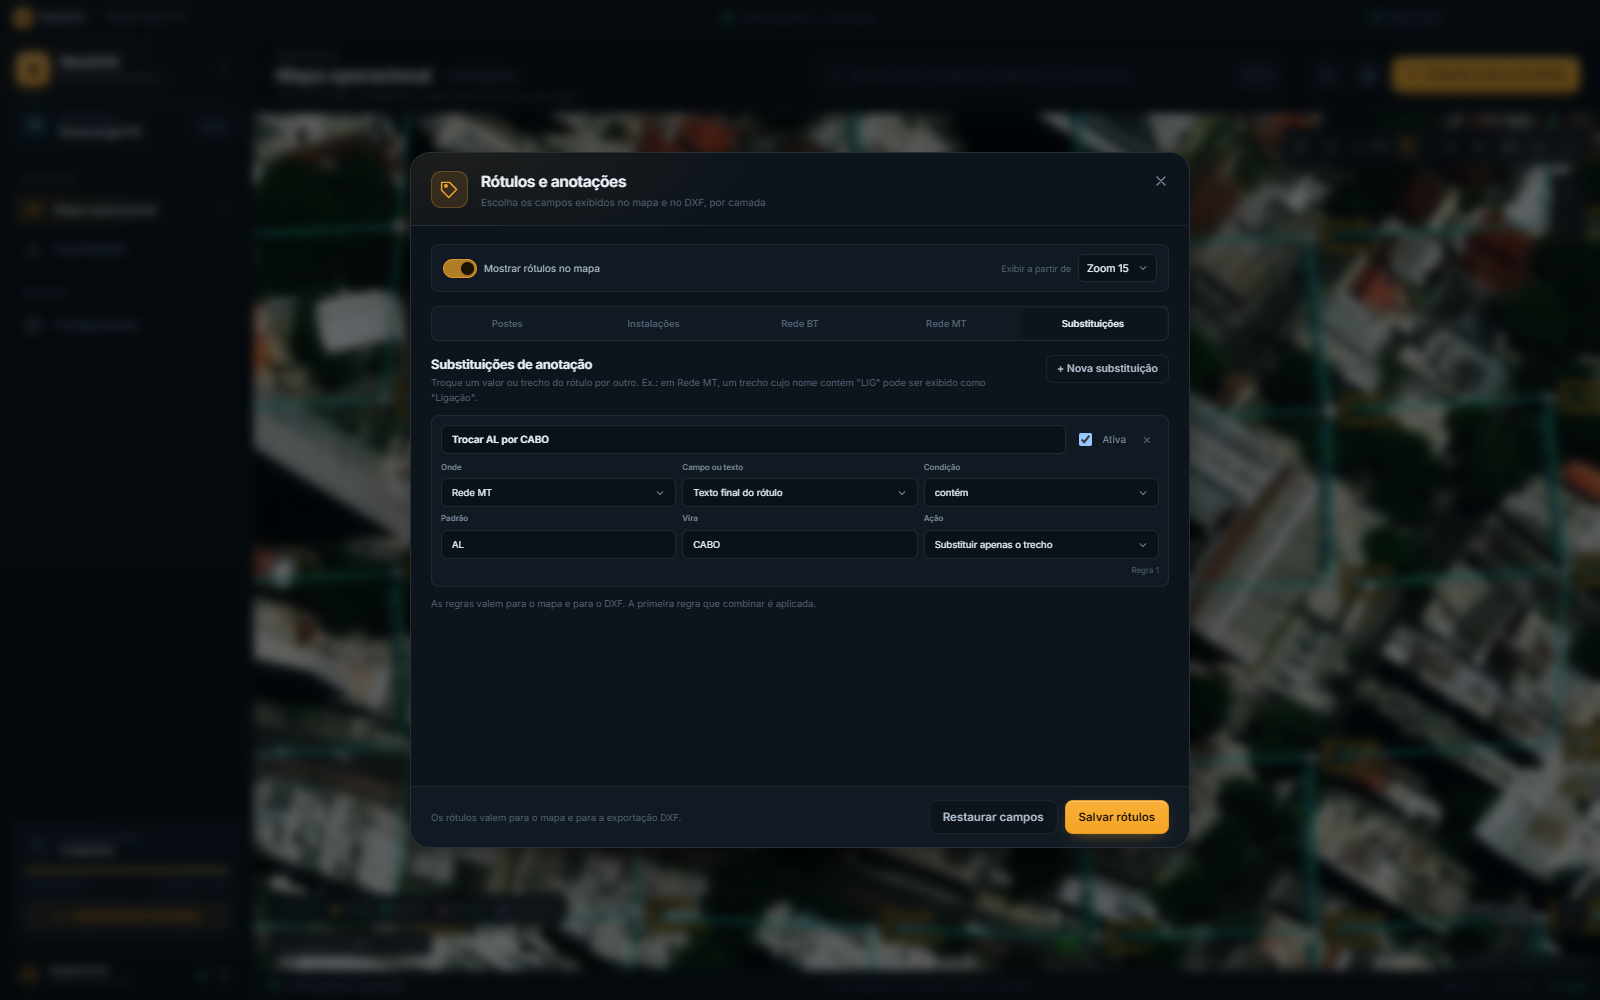 Mapa operacional
Rótulos e anotações
Escolha os campos exibidos no mapa e no DXF, por camada
Mostrar rótulos no mapa
Exibir a partir de
Zoom 15
Postes
Instalações
Rede BT
Rede MT
Substituições
Substituições de anotação
+ Nova substituição
Troque um valor ou trecho do rótulo por outro. Ex.: em Rede MT, um trecho cujo nome contém "LIG" pode ser exibido como
"Ligação".
Trocar AL por CABO
Ativa
×
Onde
Campo ou texto
Condição
Rede MT
Texto final do rótulo
contém
Padrão
Vira
Ação
AL
CABO
Substituir apenas o trecho
Regra 1
As regras valem para o mapa e para o DXF. A primeira regra que combinar é aplicada.
Os rótulos valem para o mapa e para a exportação DXF.
Restaurar campos
Salvar rótulos